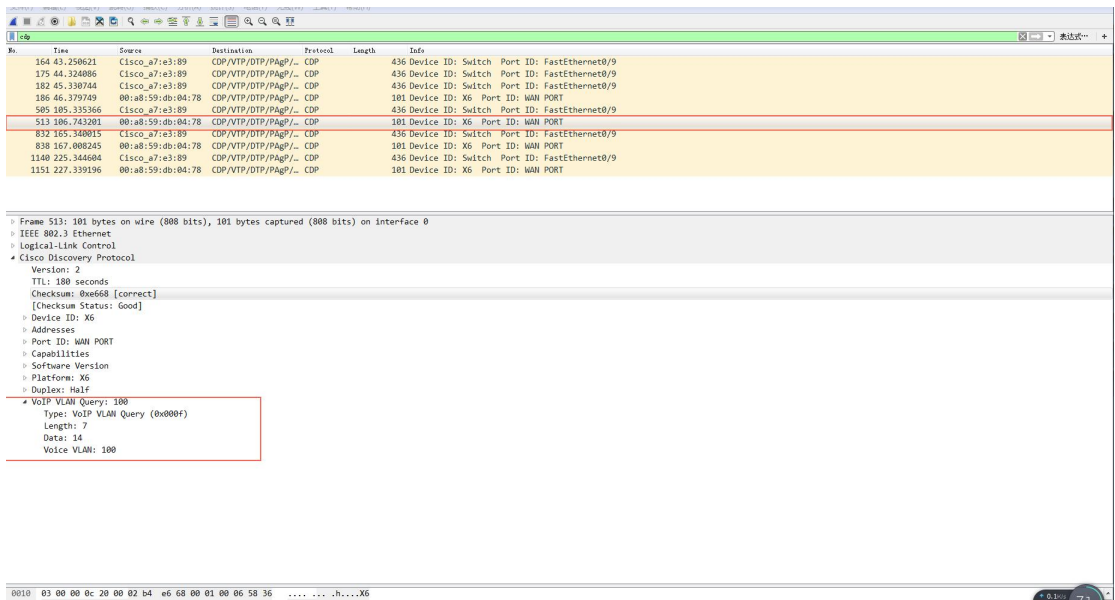 cdp 表达式… +
No. Time Source Destination Protocol Length Info
164 43.250621 Cisco_a7:e3:89 CDP/VTP/DTP/PAgP/… CDP 436 Device ID: Switch Port ID: FastEthernet0/9
175 44.324086 Cisco_a7:e3:89 CDP/VTP/DTP/PAgP/… CDP 436 Device ID: Switch Port ID: FastEthernet0/9
182 45.330744 Cisco_a7:e3:89 CDP/VTP/DTP/PAgP/… CDP 436 Device ID: Switch Port ID: FastEthernet0/9
186 46.379749 00:a8:59:db:04:78 CDP/VTP/DTP/PAgP/… CDP 101 Device ID: X6 Port ID: WAN PORT
505 105.335366 Cisco_a7:e3:89 CDP/VTP/DTP/PAgP/… CDP 436 Device ID: Switch Port ID: FastEthernet0/9
513 106.743201 00:a8:59:db:04:78 CDP/VTP/DTP/PAgP/… CDP 101 Device ID: X6 Port ID: WAN PORT
832 165.340015 Cisco_a7:e3:89 CDP/VTP/DTP/PAgP/… CDP 436 Device ID: Switch Port ID: FastEthernet0/9
838 167.008245 00:a8:59:db:04:78 CDP/VTP/DTP/PAgP/… CDP 101 Device ID: X6 Port ID: WAN PORT
1140 225.344604 Cisco_a7:e3:89 CDP/VTP/DTP/PAgP/… CDP 436 Device ID: Switch Port ID: FastEthernet0/9
1151 227.339196 00:a8:59:db:04:78 CDP/VTP/DTP/PAgP/… CDP 101 Device ID: X6 Port ID: WAN PORT
Frame 513: 101 bytes on wire (808 bits), 101 bytes captured (808 bits) on interface 0
IEEE 802.3 Ethernet
Logical-Link Control
Cisco Discovery Protocol
Version: 2
TTL: 180 seconds
Checksum: 0xe668 [correct]
[Checksum Status: Good]
Device ID: X6
Addresses
Port ID: WAN PORT
Capabilities
Software Version
Platform: X6
Duplex: Half
VoIP VLAN Query: 100
Type: VoIP VLAN Query (0x000f)
Length: 7
Data: 14
Voice VLAN: 100
0010 03 00 00 0c 20 00 02 b4 e6 68 00 01 00 06 58 36 .... ... .h....X6